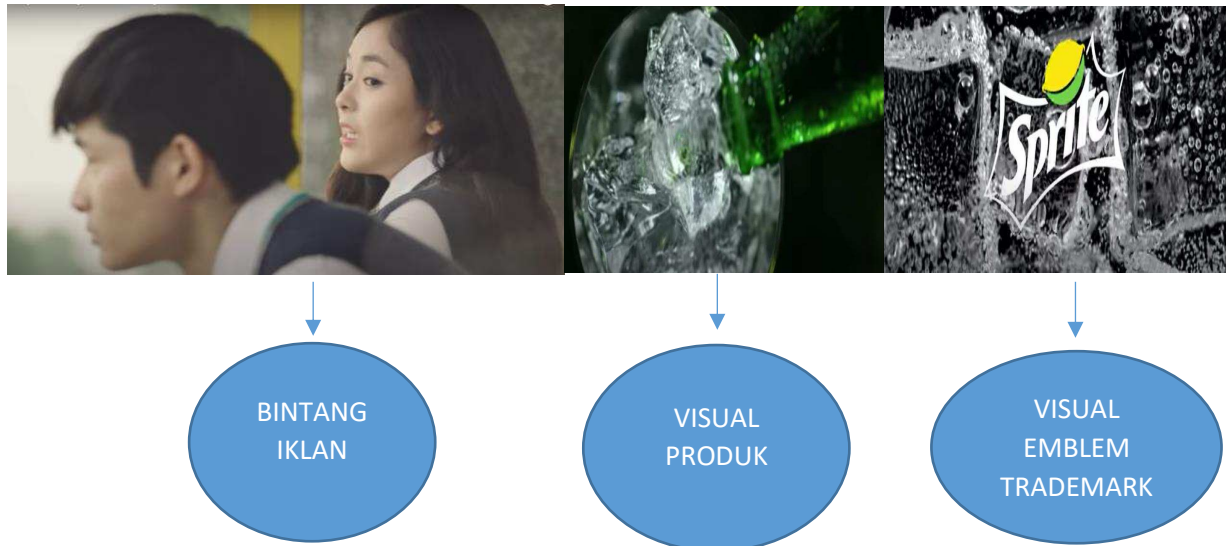 Sprite
BINTANG
IKLAN
VISUAL
PRODUK
VISUAL
EMBLEM
TRADEMARK